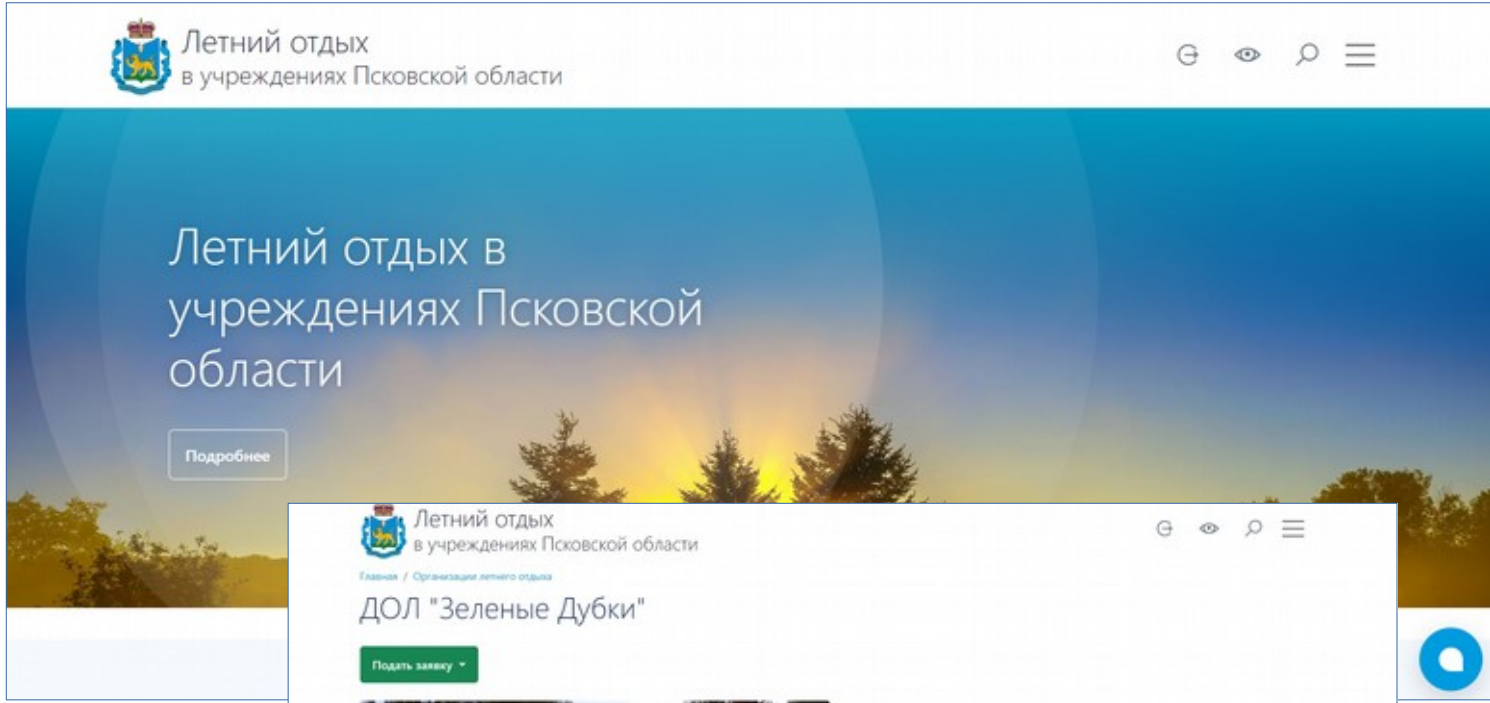 Летний отдых
в учреждениях Псковской области
Летний отдых в
учреждениях Псковской
области
Подробнее
Летний отдых
в учреждениях Псковской области
Главная / Организации летнего отдыха
ДОЛ "Зеленые Дубки"
Подать заявку